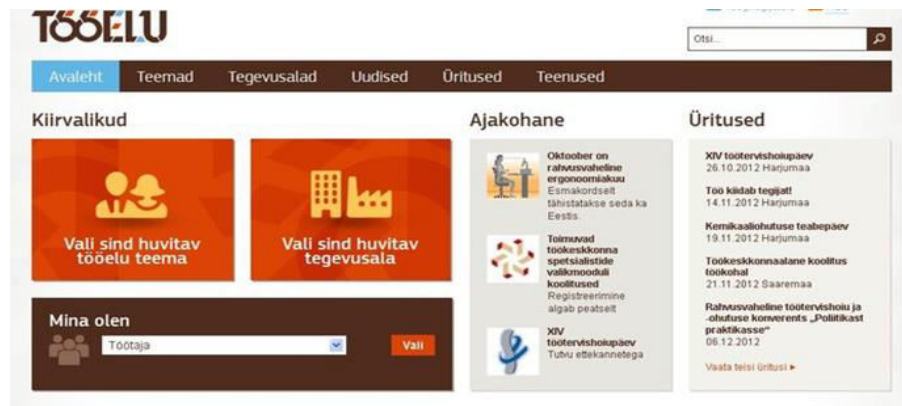 TÖÖELU
Otsi...
Avaleht Teemad Tegevusalad Uudised Üritused Teenused
Kiirvalikud
Vali sind huvitav
tööelu teema
Vali sind huvitav
tegevusala
Mina olen
Töötaja
Vali
Ajakohane
Oktoober on
rahvusvaheline
ergonoomiakuu
Esmakordselt
tähistatakse seda ka
Eestis.
Toimuvad
töökeskkonna
spetsialistide
valikmooduli
koolitused
Registreerimine
algab peatselt
XIV
töötervishoiupäev
Tutvu ettekannetega
Üritused
XIV töötervishoiupäev
26.10.2012 Harjumaa
Töö kiidab tegijat!
14.11.2012 Harjumaa
Kemikaaliohutuse teabepäev
19.11.2012 Harjumaa
Töökeskkonnaalane koolitus
töökohal
21.11.2012 Saaremaa
Rahvusvaheline töötervishoiu ja
-ohutuse konverents „Poliitikast
praktikasse“
06.12.2012
Vaata teisi üritusi ►